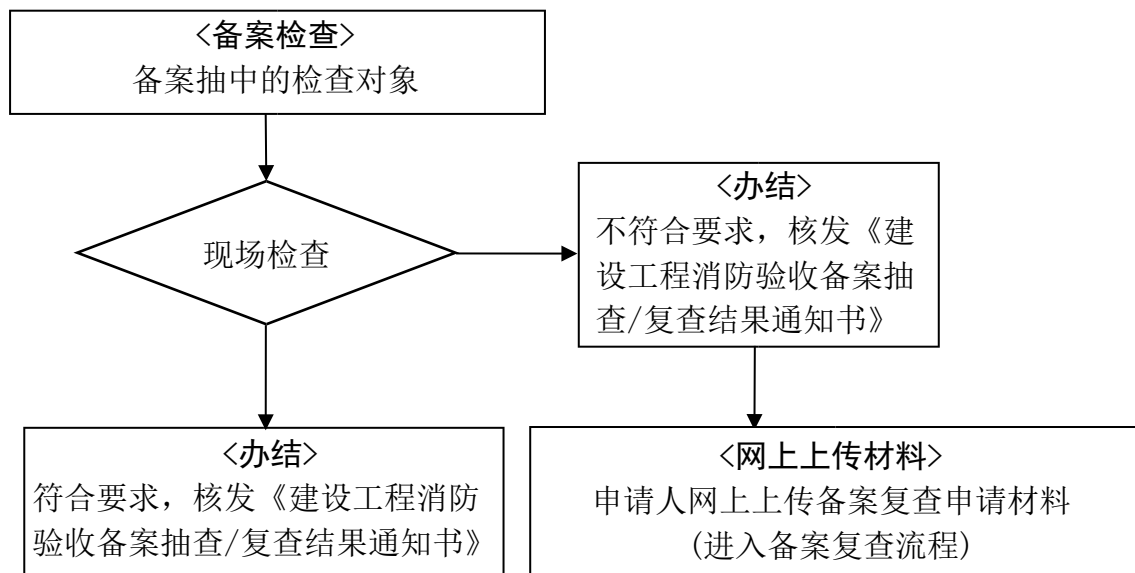 <备案检查>
备案抽中的检查对象
现场检查
<办结>
不符合要求，核发《建
设工程消防验收备案抽
查/复查结果通知书》
<办结>
符合要求，核发《建设工程消防
验收备案抽查/复查结果通知书》
<网上上传材料>
申请人网上上传备案复查申请材料
(进入备案复查流程)